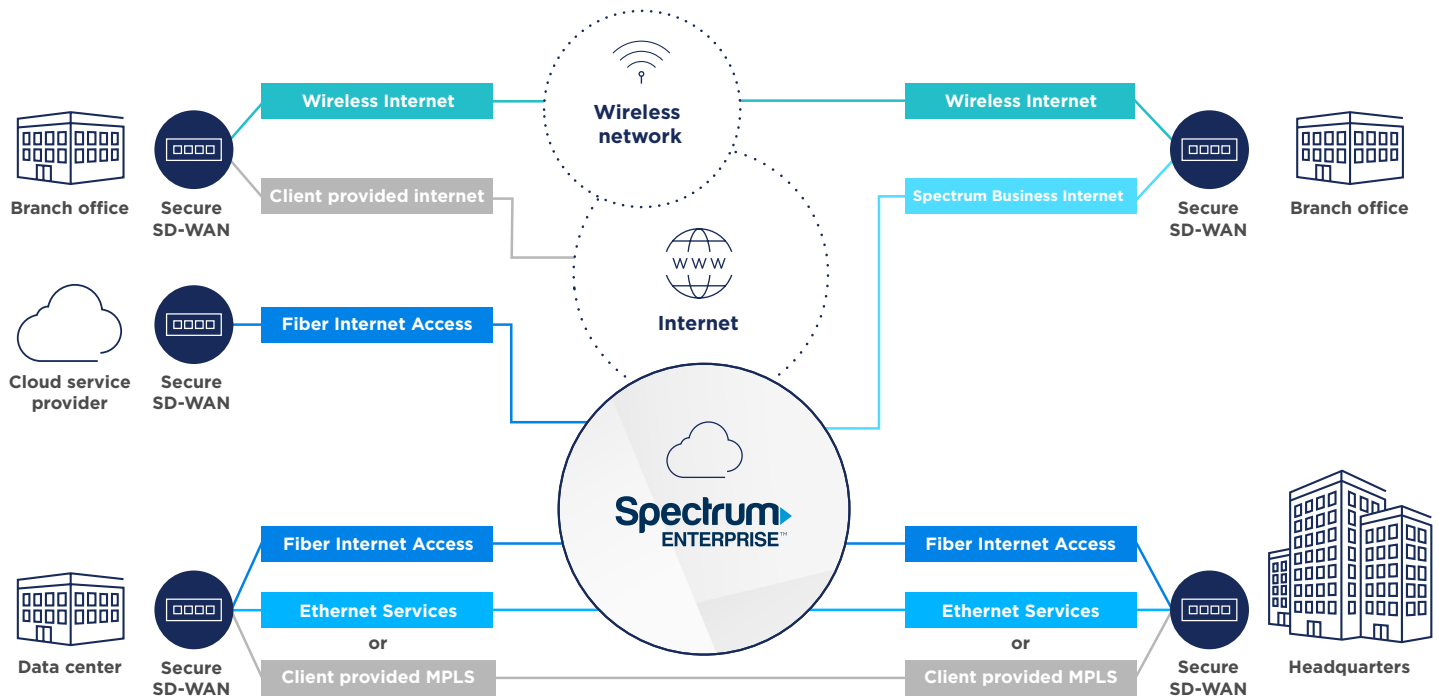 Wireless Internet
Wireless
network
Wireless Internet
Client provided internet
Spectrum Business Internet
Branch office
Secure
SD-WAN
Secure
SD-WAN
Branch office
WWW
Internet
Fiber Internet Access
Cloud service
provider
Secure
SD-WAN
Spectrum
ENTERPRISE™
Fiber Internet Access
Fiber Internet Access
Ethernet Services
Ethernet Services
or
or
Client provided MPLS
Client provided MPLS
Data center
Secure
SD-WAN
Secure
SD-WAN
Headquarters